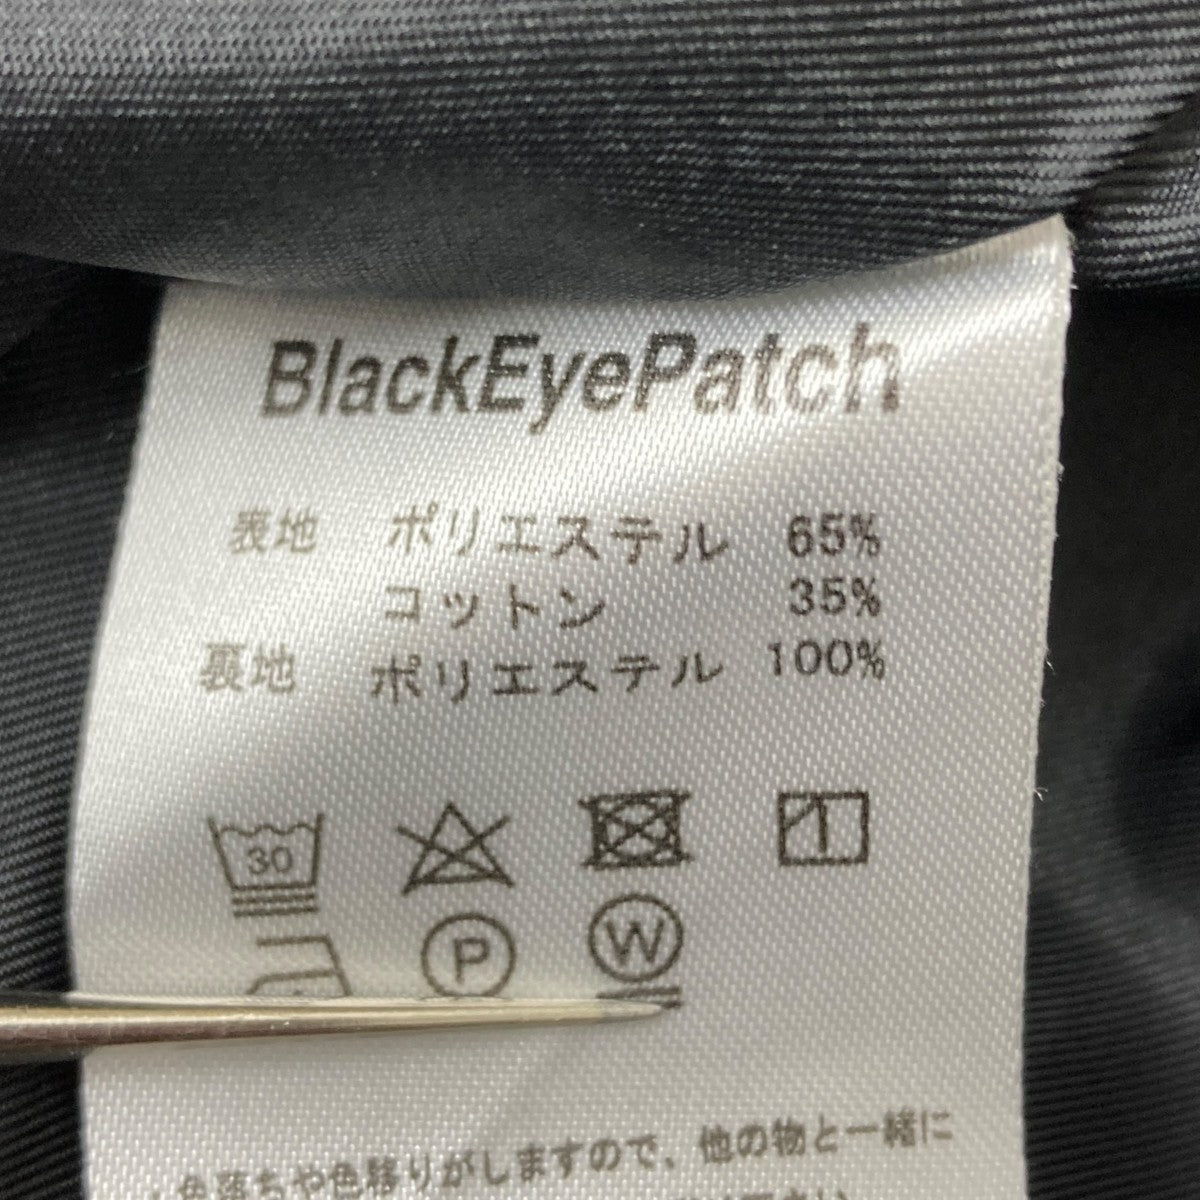 BlackEyePatch
表地 ポリエステル 65%
コットン 35%
裏地 ポリエステル 100%
30
P W
色落ちや色移りがしますので、他の物と一緒に